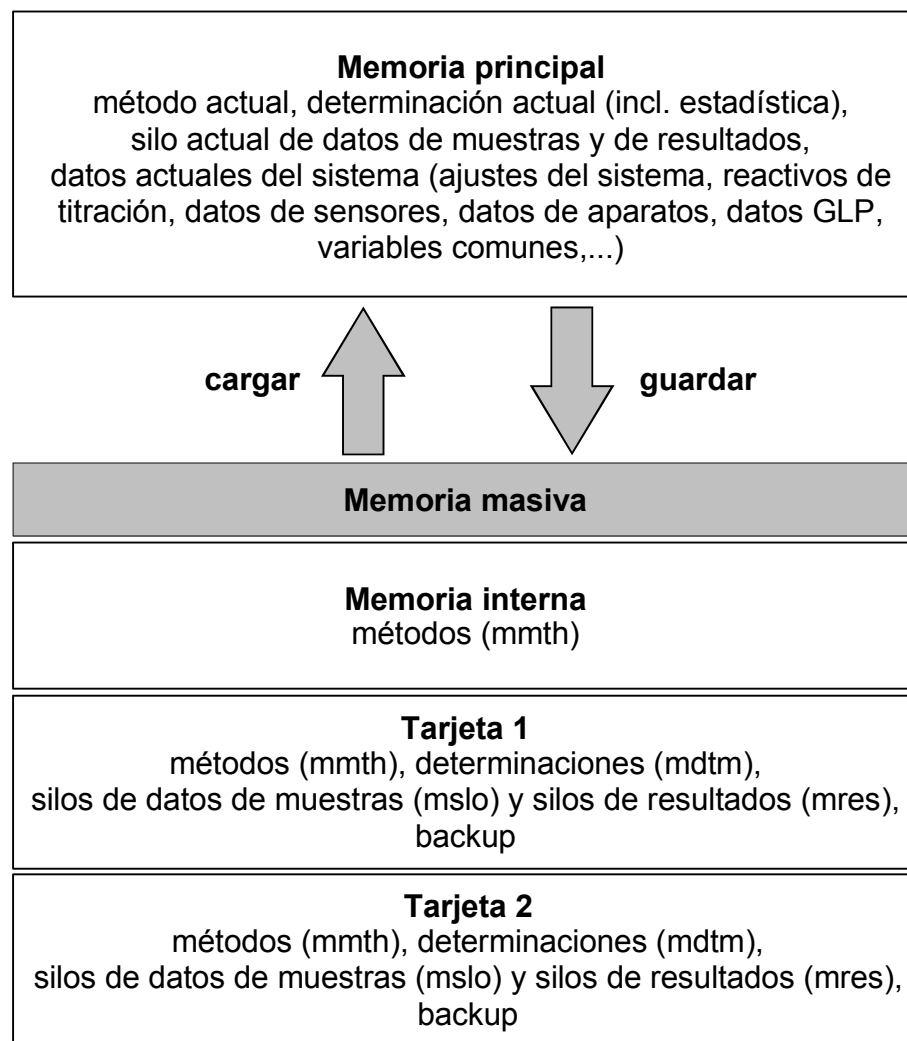 Memoria principal
método actual, determinación actual (incl. estadística),
silo actual de datos de muestras y de resultados,
datos actuales del sistema (ajustes del sistema, reactivos de
titración, datos de sensores, datos de aparatos, datos GLP,
variables comunes,...)
cargar
guardar
Memoria masiva
Memoria interna
métodos (mmth)
Tarjeta 1
métodos (mmth), determinaciones (mdtm),
silos de datos de muestras (mslo) y silos de resultados (mres),
backup
Tarjeta 2
métodos (mmth), determinaciones (mdtm),
silos de datos de muestras (mslo) y silos de resultados (mres),
backup